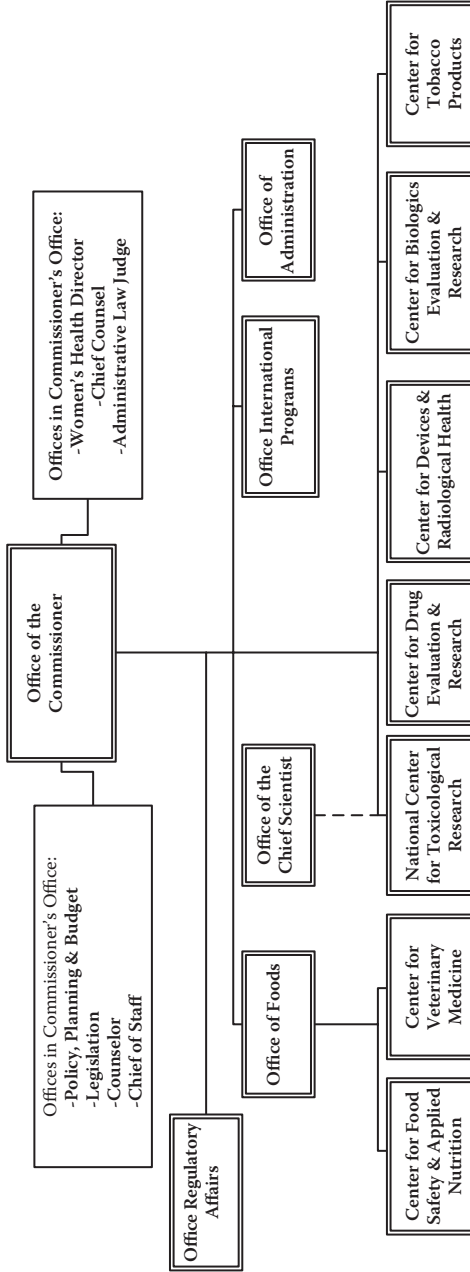 Office of the
Commissioner
Offices in Commissioner's Office:
-Policy, Planning & Budget
-Legislation
-Counselor
-Chief of Staff
Offices in Commissioner's Office:
-Women's Health Director
-Chief Counsel
-Administrative Law Judge
Office Regulatory
Affairs
Office of Foods
Office of the
Chief Scientist
Office International
Programs
Office of
Administration
Center for Food
Safety & Applied
Nutrition
Center for
Veterinary
Medicine
National Center
for Toxicological
Research
Center for Drug
Evaluation &
Research
Center for Devices &
Radiological Health
Center for Biologics
Evaluation &
Research
Center for
Tobacco
Products